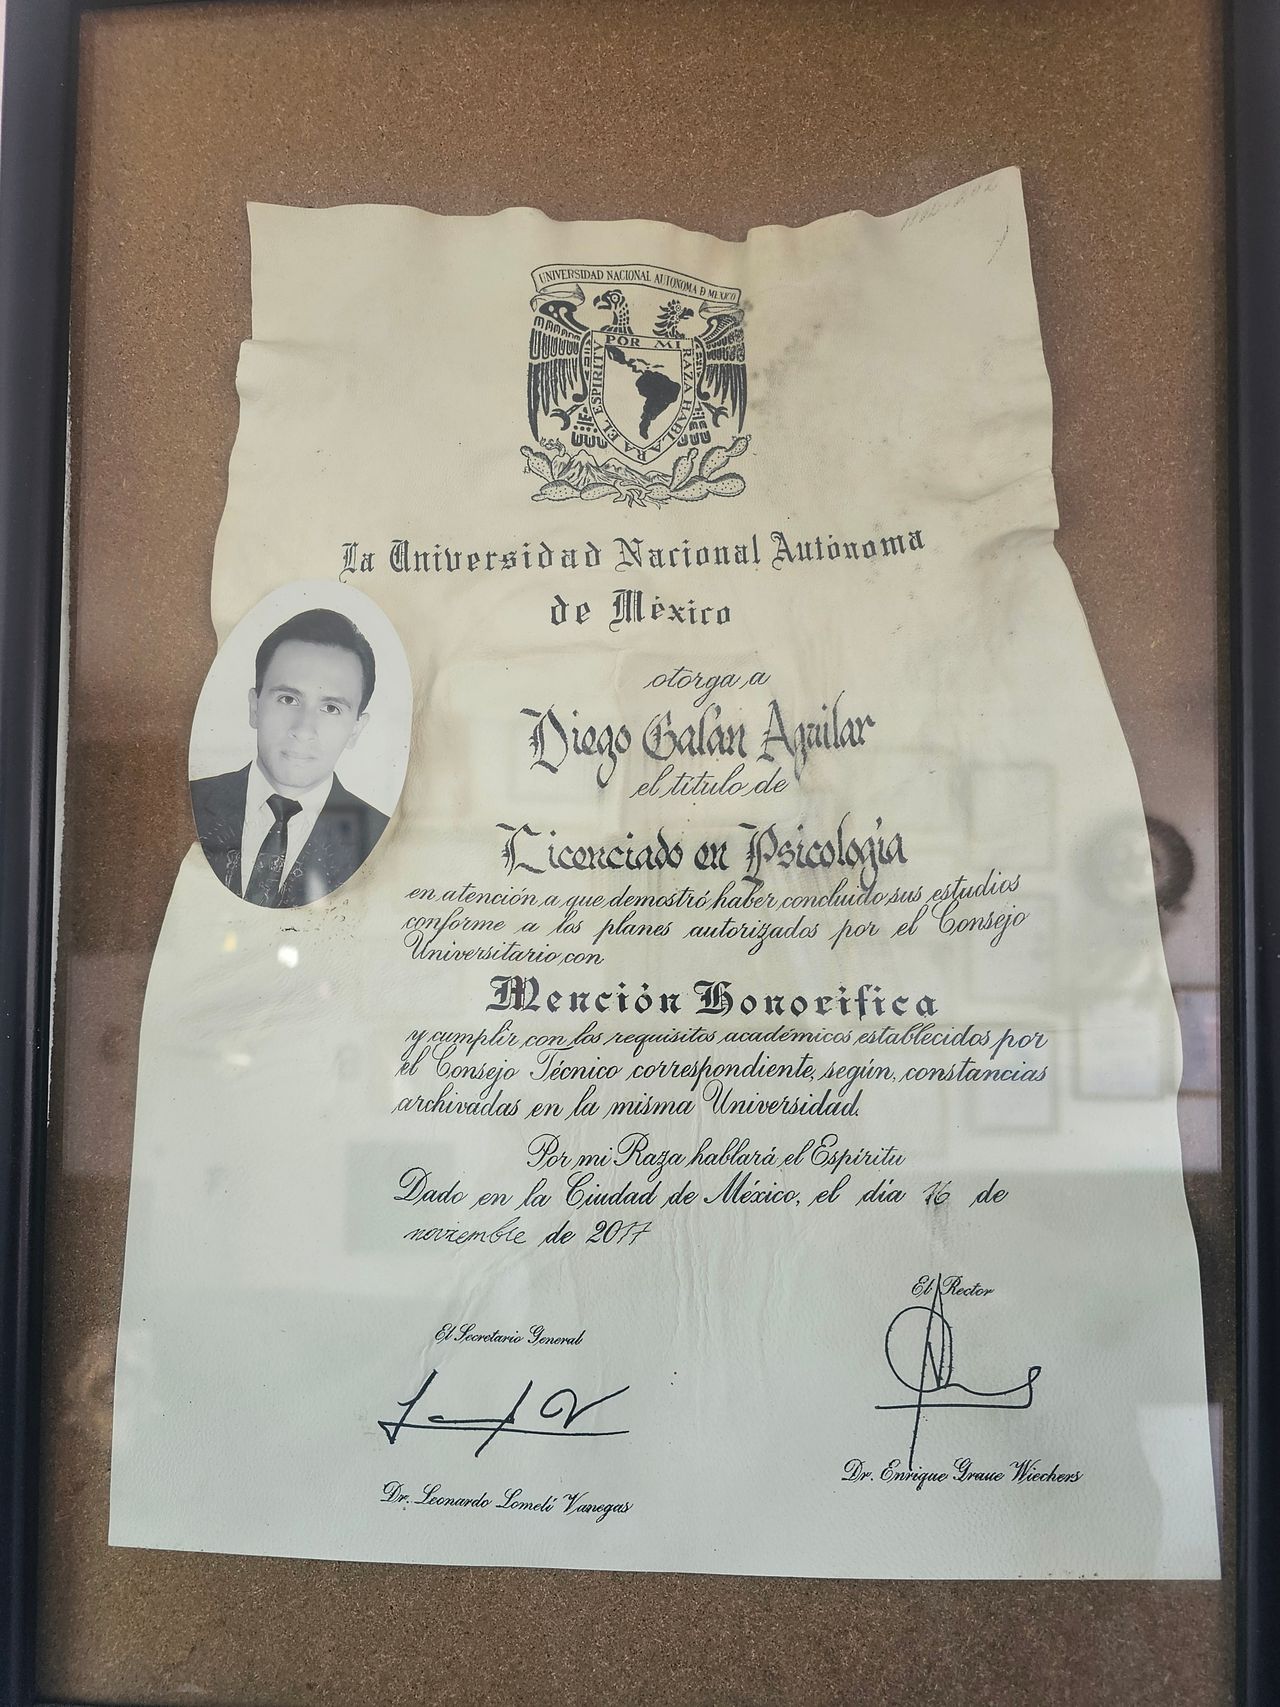 UNIVERSIDAD NACIONAL AUTONOMA D MEXICO
POR MI RAZA HABLARA EL ESPIRITU
La Universidad Nacional Autónoma
de México
otorga a
Diego Galán Aguilar
el título de
Licenciado en Psicología
en atención a que demostró haber concluido sus estudios
conforme a los planes autorizados por el Consejo
Universitario, con
Mención Honorífica
y cumplir con los requisitos académicos establecidos por
el Consejo Técnico correspondiente, según, constancias
archivadas en la misma Universidad.
Por mi Raza hablará el Espíritu
Dado en la Ciudad de México, el día 16 de
noviembre de 2017
El Rector
El Secretario General
Dr. Enrique Graue Wiechers
Dr. Leonardo Lomelí Vanegas